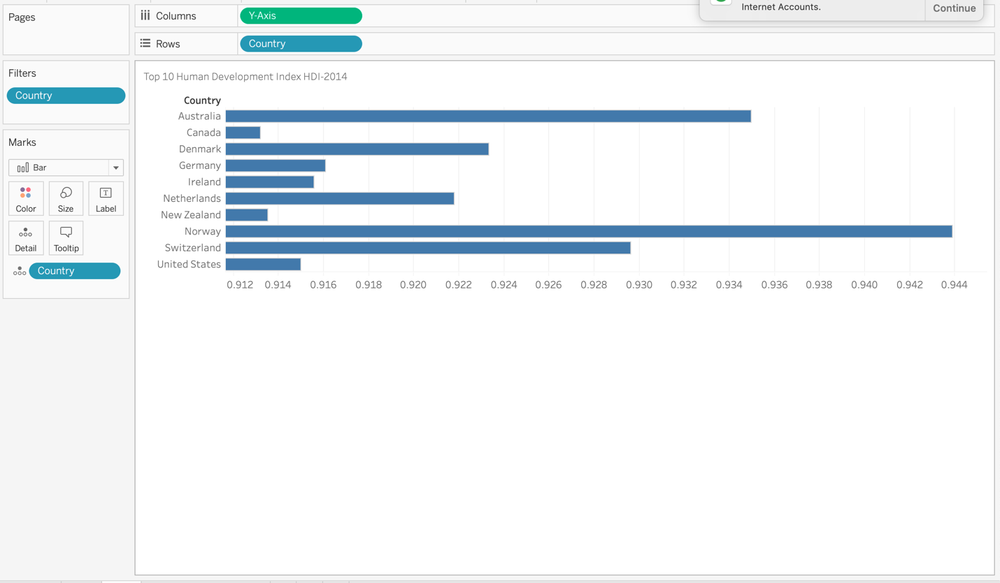 Pages
Columns
Y-Axis
Internet Accounts.
Continue
Rows
Country
Filters
Country
Marks
Bar
Color
Size
Label
Detail
Tooltip
Country
Top 10 Human Development Index HDI-2014
Country
Australia
Canada
Denmark
Germany
Ireland
Netherlands
New Zealand
Norway
Switzerland
United States
0.912 0.914 0.916 0.918 0.920 0.922 0.924 0.926 0.928 0.930 0.932 0.934 0.936 0.938 0.940 0.942 0.944